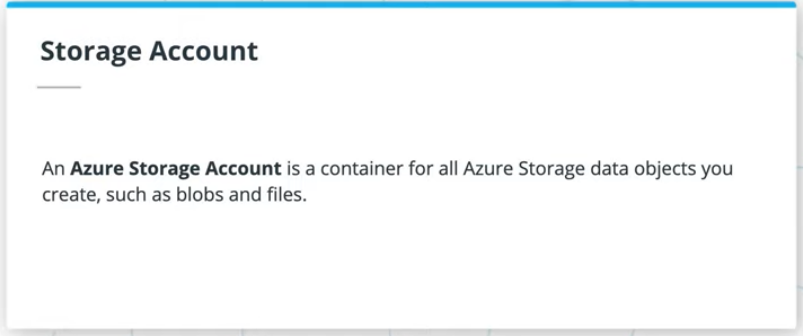 Storage Account
An Azure Storage Account is a container for all Azure Storage data objects you
create, such as blobs and files.